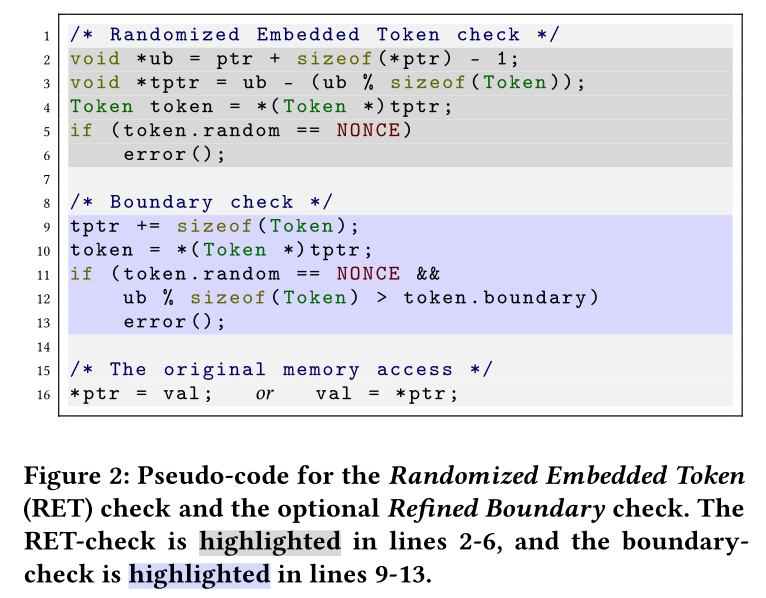 1 /* Randomized Embedded Token check */
2 void *ub = ptr + sizeof(*ptr) - 1;
3 void *tptr = ub - (ub % sizeof(Token));
4 Token token = *(Token *)tptr;
5 if (token.random == NONCE)
6 error();
7
8 /* Boundary check */
9 tptr += sizeof(Token);
10 token = *(Token *)tptr;
11 if (token.random == NONCE &&
12 ub % sizeof(Token) > token.boundary)
13 error();
14
15 /* The original memory access */
16 *ptr = val; or val = *ptr;
Figure 2: Pseudo-code for the Randomized Embedded Token
(RET) check and the optional Refined Boundary check. The
RET-check is highlighted in lines 2-6, and the boundary-
check is highlighted in lines 9-13.